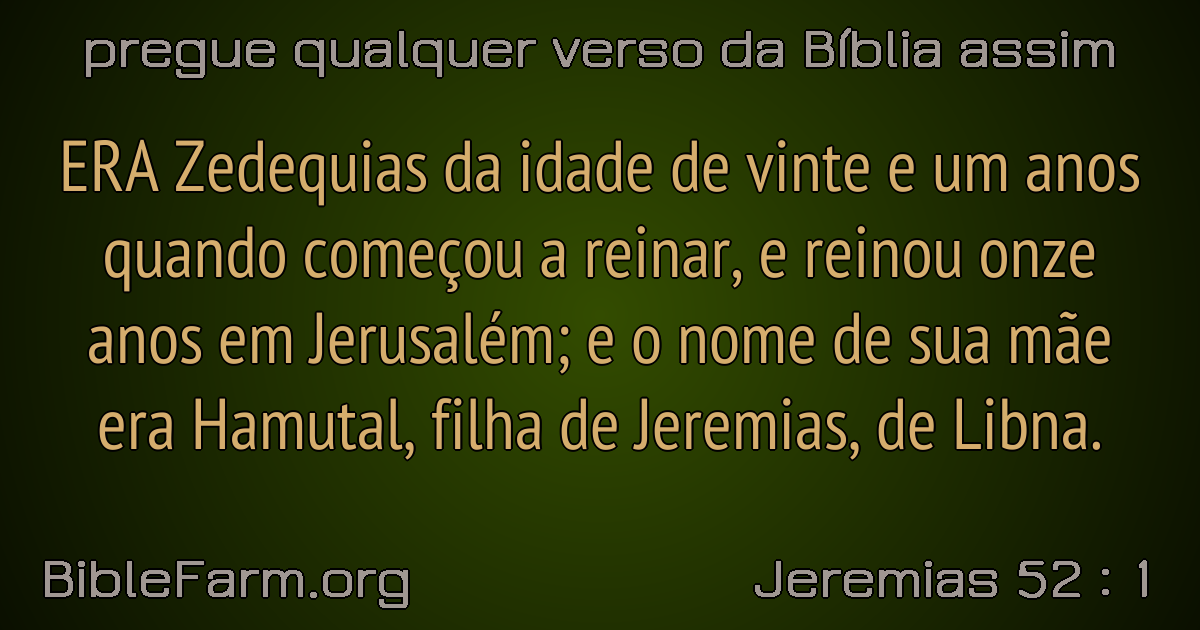 pregue qualquer verso da Bíblia assim
ERA Zedequias da idade de vinte e um anos
quando começou a reinar, e reinou onze
anos em Jerusalém; e o nome de sua mãe
era Hamutal, filha de Jeremias, de Libna.
BibleFarm.org
Jeremias 52 : 1